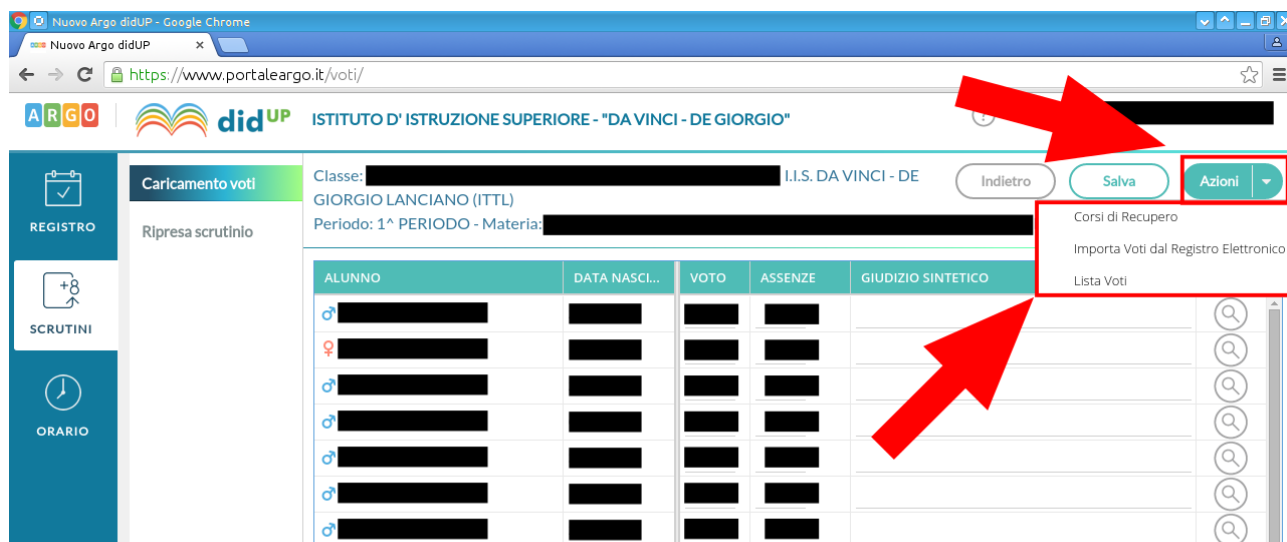 Nuovo Argo didUP - Google Chrome
Nuovo Argo didUP
https://www.portaleargo.it/voti/
ARGO didUP ISTITUTO D' ISTRUZIONE SUPERIORE - "DA VINCI - DE GIORGIO"
REGISTRO
SCRUTINI
+8
ORARIO
Caricamento voti
Ripresa scrutinio
Classe: I.I.S. DA VINCI - DE
GIORGIO LANCIANO (ITTL)
Periodo: 1^ PERIODO - Materia:
Indietro Salva Azioni
Corsi di Recupero
Importa Voti dal Registro Elettronico
Lista Voti
ALUNNO DATA NASCI... VOTO ASSENZE GIUDIZIO SINTETICO